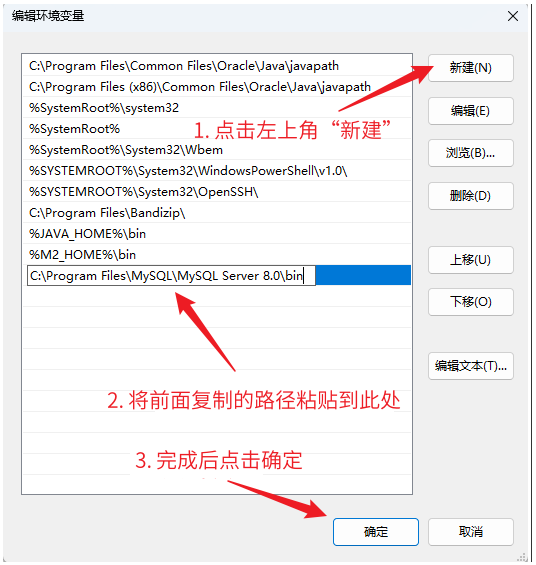 编辑环境变量
C:\Program Files\Common Files\Oracle\Java\javapath
新建(N)
C:\Program Files (x86)\Common Files\Oracle\Java\javapath
%SystemRoot%\system32
编辑(E)
%SystemRoot%
1. 点击左上角“新建”
%SystemRoot%\System32\Wbem
浏览(B)...
%SYSTEMROOT%\System32\WindowsPowerShell\v1.0\
%SYSTEMROOT%\System32\OpenSSH\
删除(D)
C:\Program Files\Bandizip\
%JAVA_HOME%\bin
%M2_HOME%\bin
上移(U)
C:\Program Files\MySQL\MySQL Server 8.0\bin
下移(O)
编辑文本(T)...
2. 将前面复制的路径粘贴到此处
3. 完成后点击确定
确定
取消